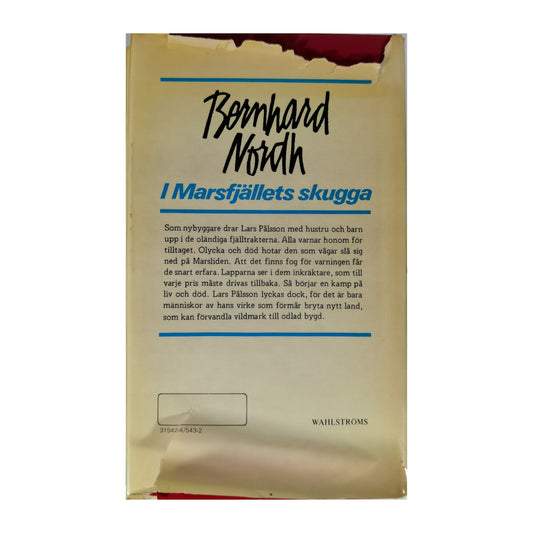 Bernhard
Nordh
I Marsfjällets skugga
Som nybyggare drar Lars Pålsson med hustru och barn
upp i de oländiga fjälltrakterna. Alla varnar honom för
tilltaget. Olycka och död hotar den som vågar slå sig
ned på Marsliden. Att det finns fog för varningen får
de snart erfara. Lapparna ser i dem inkräktare, som till
varje pris måste drivas tillbaka. Så börjar en kamp på
liv och död. Lars Pålsson lyckas dock, för det är bara
människor av hans virke som förmår bryta nytt land,
som kan förvandla vildmark till odlad bygd.
WAHLSTRÖMS
31542-4/543-2